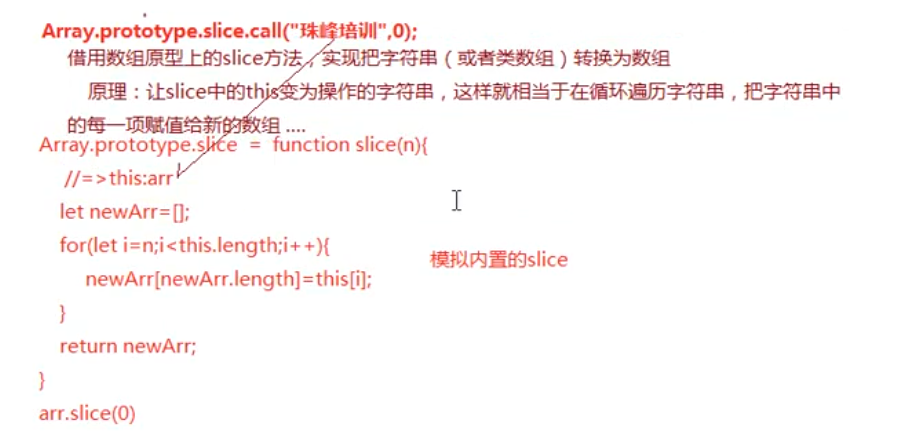 Array.prototype.slice.call("珠峰培训",0);
借用数组原型上的slice方法，实现把字符串（或者类数组）转换为数组
原理：让slice中的this变为操作的字符串，这样就相当于在循环遍历字符串，把字符串中
的每一项赋值给新的数组 ....
Array.prototype.slice = function slice(n){
//=>this:arr
let newArr=[];
for(let i=n;i<this.length;i++){
模拟内置的slice
newArr[newArr.length]=this[i];
}
return newArr;
}
arr.slice(0)